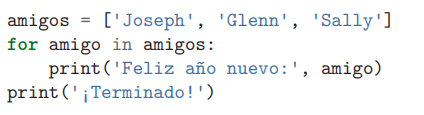 amigos = ['Joseph', 'Glenn', 'Sally']
for amigo in amigos:
    print('Feliz año nuevo:', amigo)
print('¡Terminado!')